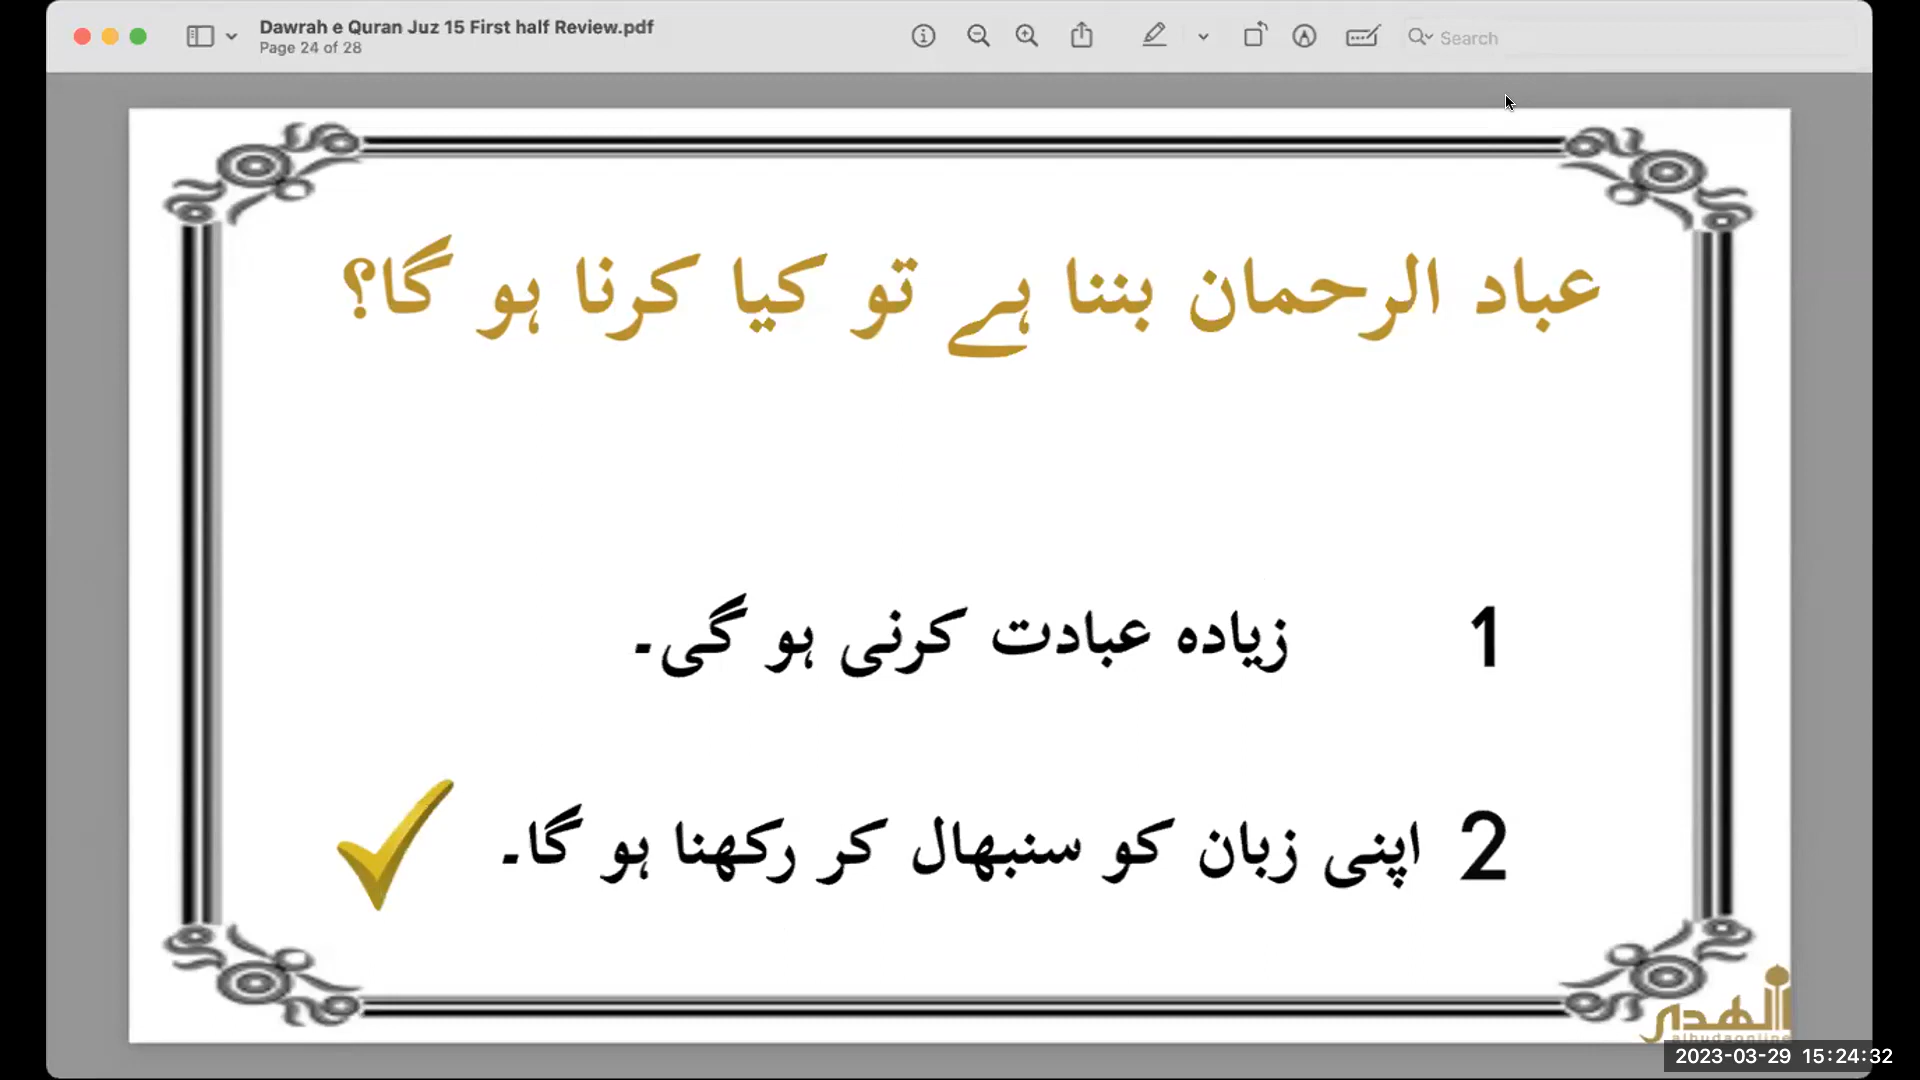 Dawrah e Quran Juz 15 First half Review.pdf
Page 24 of 28
Search
عباد الرحمان بننا ہے تو کیا کرنا ہو گا؟
1 زیادہ عبادت کرنی ہو گی۔
2 اپنی زبان کو سنبھال کر رکھنا ہو گا۔
الهدى
alhudaonline
2023-03-29 15:24:32